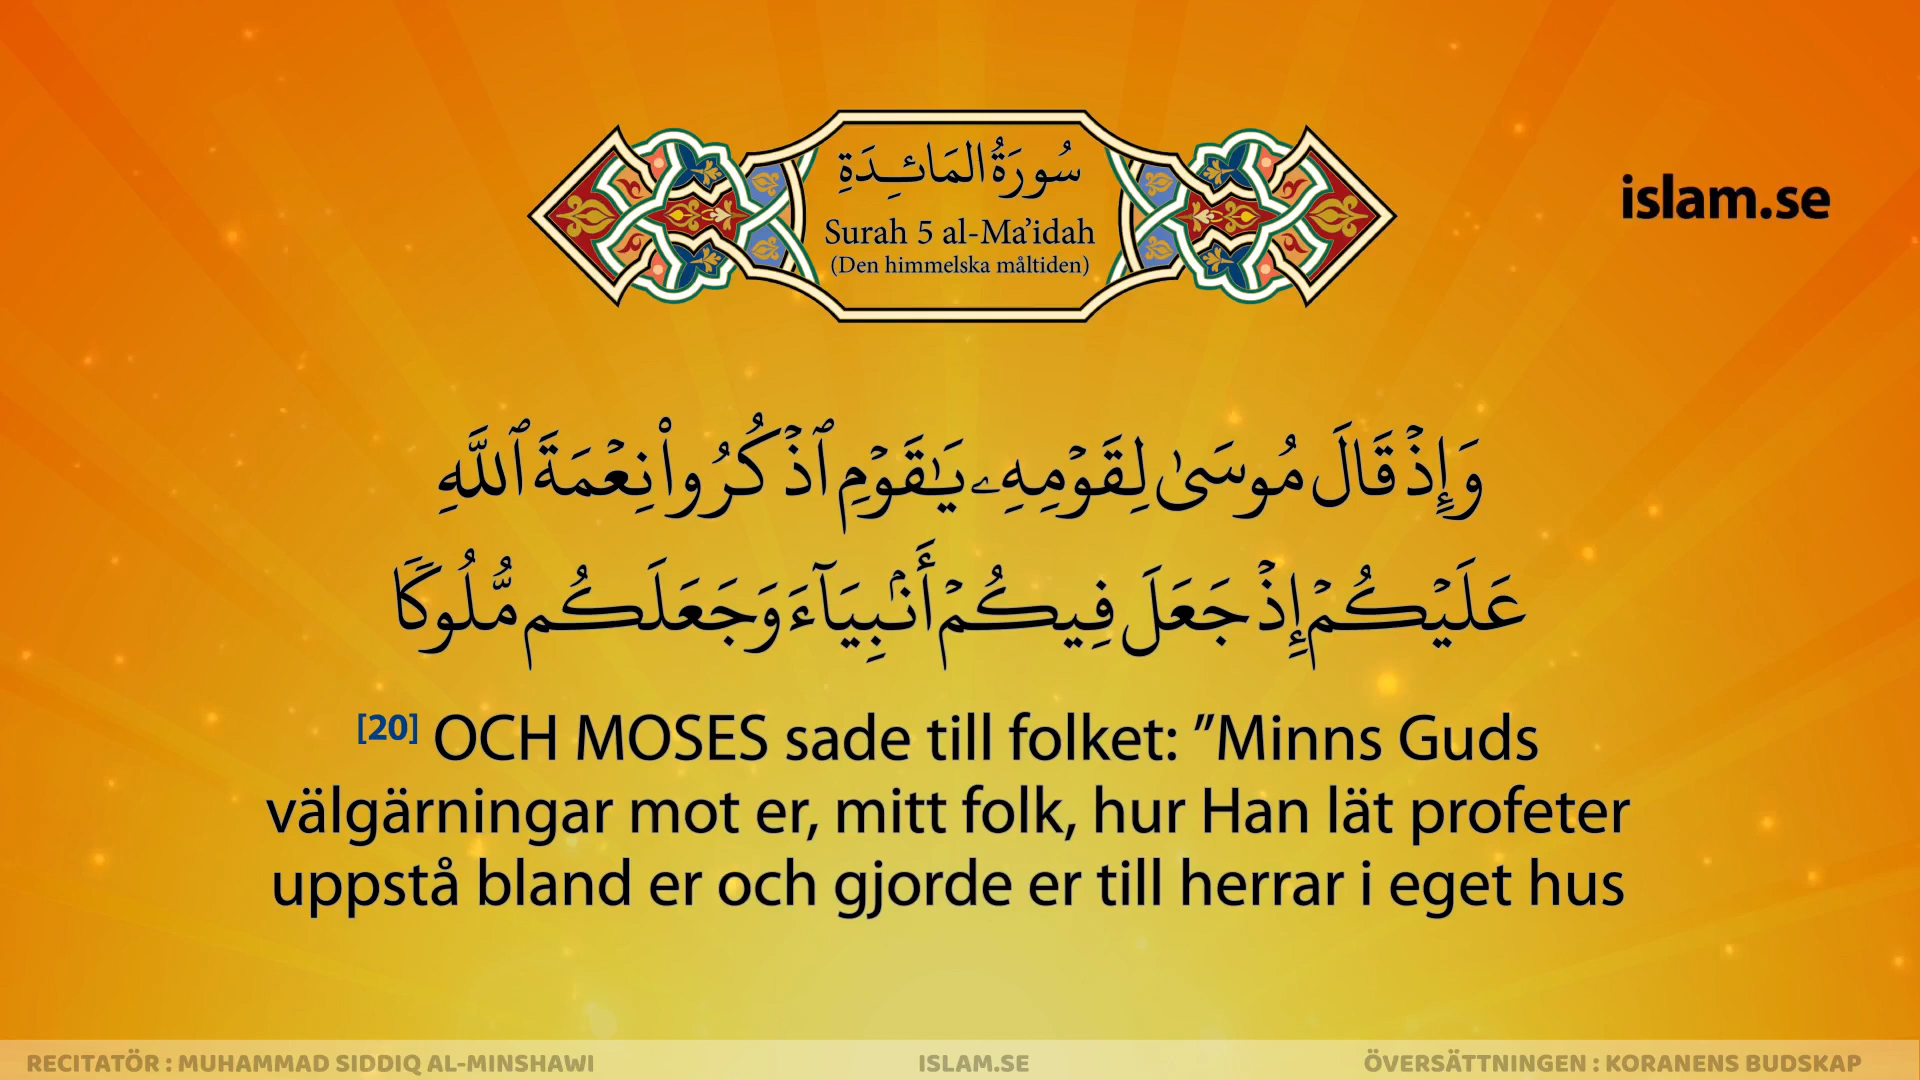 سُورَةُ المَائِدَةِ
Surah 5 al-Ma’idah
(Den himmelska måltiden)
islam.se
وَإِذۡ قَالَ مُوسَىٰ لِقَوۡمِهِۦ يَـٰقَوۡمِ ٱذۡكُرُواْ نِعۡمَةَ ٱللَّهِ
عَلَيۡكُمۡ إِذۡ جَعَلَ فِيكُمۡ أَنۢبِيَآءَ وَجَعَلَكُم مُّلُوكًا
[20] OCH MOSES sade till folket: ”Minns Guds
välgärningar mot er, mitt folk, hur Han lät profeter
uppstå bland er och gjorde er till herrar i eget hus
RECITATÖR : MUHAMMAD SIDDIQ AL-MINSHAWI
ISLAM.SE
ÖVERSÄTTNINGEN : KORANENS BUDSKAP